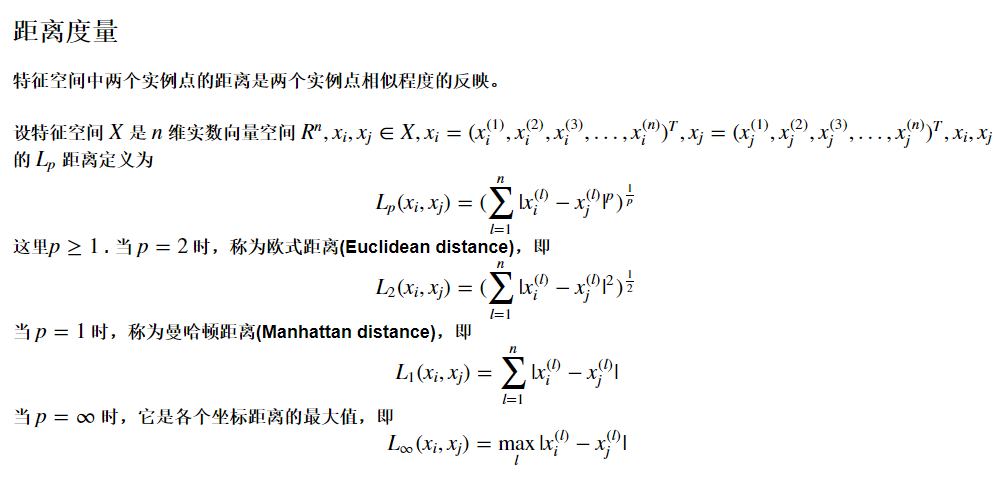 距离度量
特征空间中两个实例点的距离是两个实例点相似程度的反映。
设特征空间 $X$ 是 $n$ 维实数向量空间 $R^n, x_i, x_j \in X, x_i = (x_i^{(1)}, x_i^{(2)}, x_i^{(3)}, ..., x_i^{(n)})^T, x_j = (x_j^{(1)}, x_j^{(2)}, x_j^{(3)}, ..., x_j^{(n)})^T, x_i, x_j$
的 $L_p$ 距离定义为
$L_p(x_i, x_j) = (\sum_{l=1}^{n} |x_i^{(l)} - x_j^{(l)}|^p)^{\frac{1}{p}}$
这里$p \geq 1$ . 当 $p = 2$ 时，称为欧式距离(Euclidean distance)，即
$L_2(x_i, x_j) = (\sum_{l=1}^{n} |x_i^{(l)} - x_j^{(l)}|^2)^{\frac{1}{2}}$
当 $p = 1$ 时，称为曼哈顿距离(Manhattan distance)，即
$L_1(x_i, x_j) = \sum_{l=1}^{n} |x_i^{(l)} - x_j^{(l)}|$
当 $p = \infty$ 时，它是各个坐标距离的最大值，即
$L_\infty(x_i, x_j) = \max_l |x_i^{(l)} - x_j^{(l)}|$